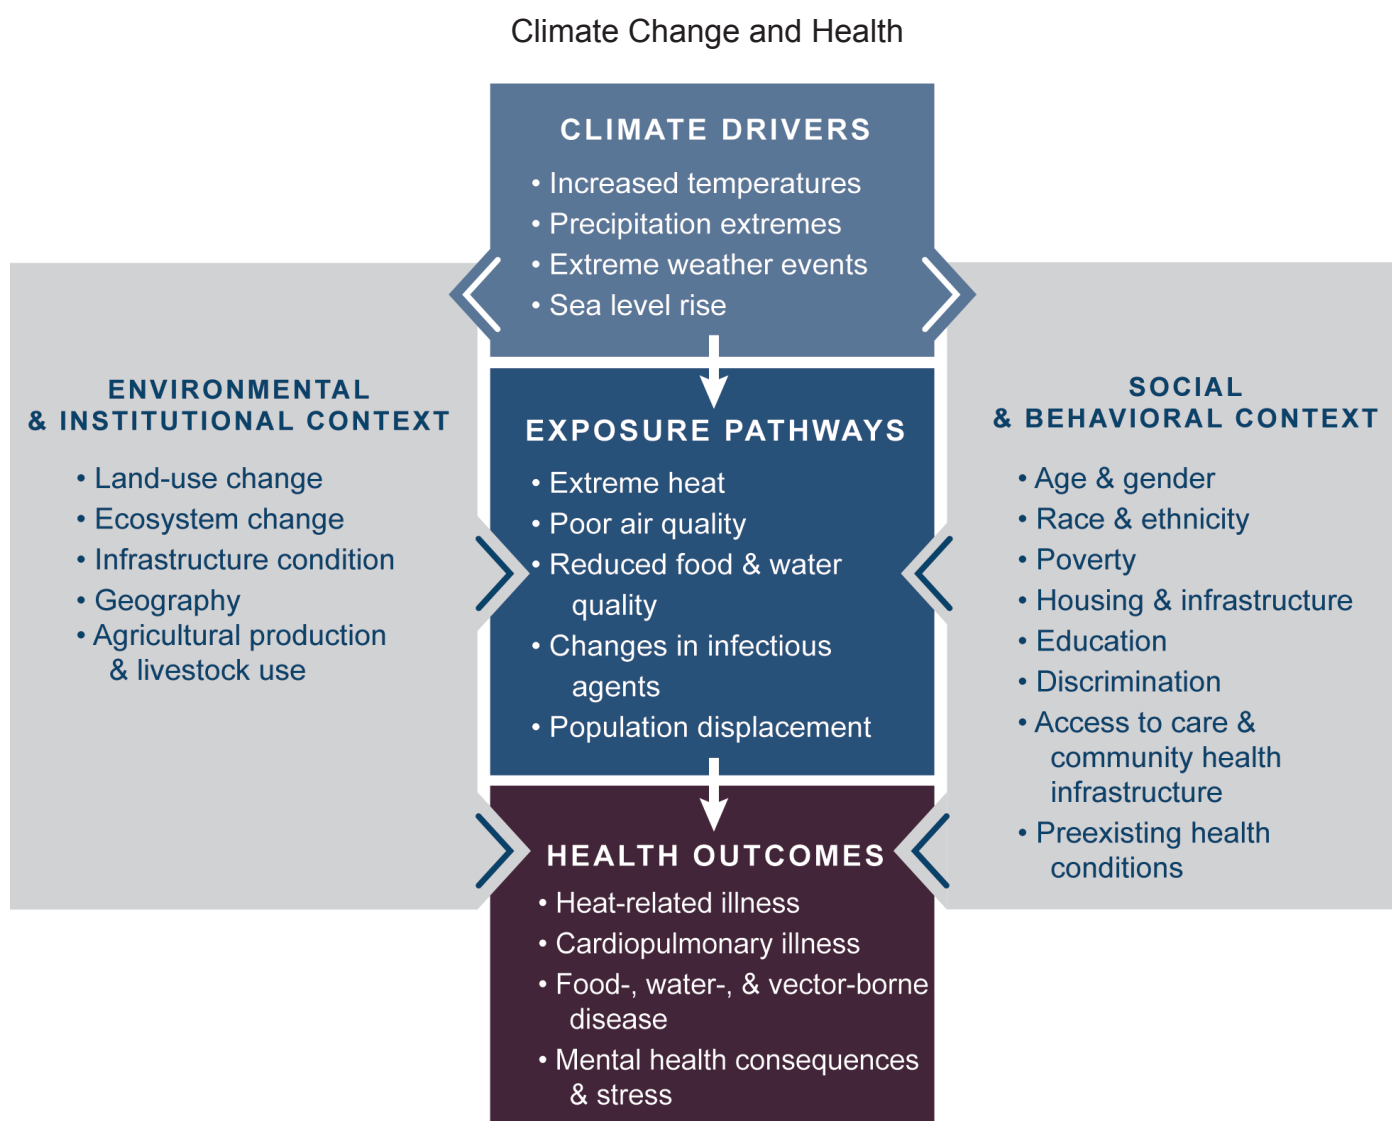 Climate Change and Health
CLIMATE DRIVERS
• Increased temperatures
• Precipitation extremes
• Extreme weather events
• Sea level rise
ENVIRONMENTAL
& INSTITUTIONAL CONTEXT
• Land-use change
• Ecosystem change
• Infrastructure condition
• Geography
• Agricultural production
& livestock use
EXPOSURE PATHWAYS
• Extreme heat
• Poor air quality
• Reduced food & water
quality
• Changes in infectious
agents
• Population displacement
SOCIAL
& BEHAVIORAL CONTEXT
• Age & gender
• Race & ethnicity
• Poverty
• Housing & infrastructure
• Education
• Discrimination
• Access to care &
community health
infrastructure
• Preexisting health
conditions
HEALTH OUTCOMES
• Heat-related illness
• Cardiopulmonary illness
• Food-, water-, & vector-borne
disease
• Mental health consequences
& stress